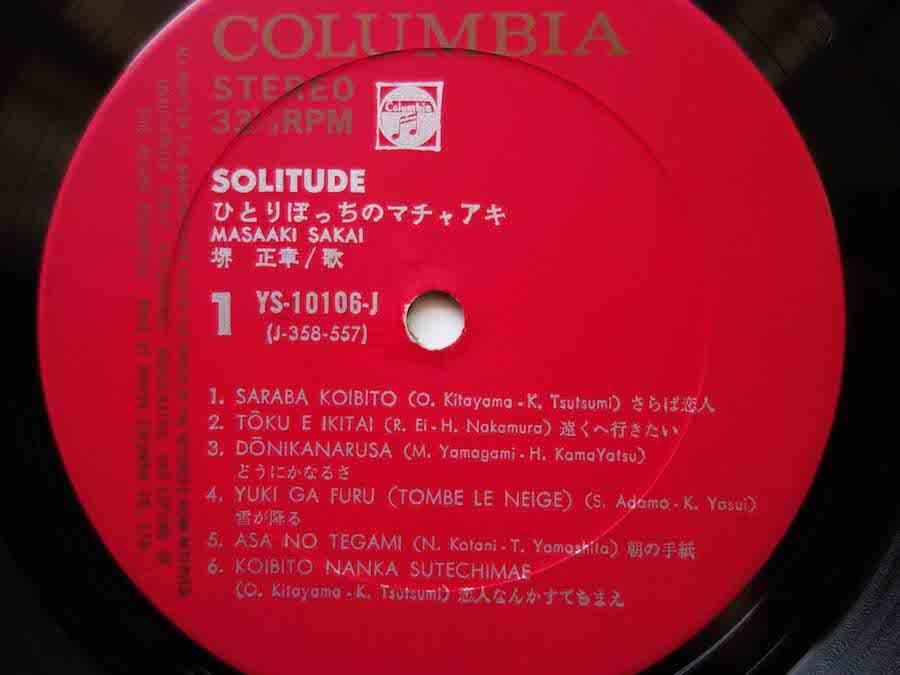 COLUMBIA
STEREO
33⅓RPM
Columbia
SOLITUDE
ひとりぼっちのマチャアキ
MASAAKI SAKAI
堺 正章/歌
1 YS-10106-J
(J-358-557)
1. SARABA KOIBITO (O. Kitayama-K. Tsutsumi) さらば恋人
2. TŌKU E IKITAI (R. Ei-H. Nakamura) 遠くへ行きたい
3. DŌNIKANARUSA (M. Yamagami-H. KamaYatsu)
どうにかなるさ
4. YUKI GA FURU (TOMBE LE NEIGE) (S. Adamo-K. Yasui)
雪が降る
5. ASA NO TEGAMI (N. Kotani-T. Yamashita) 朝の手紙
6. KOIBITO NANKA SUTECHIMAE
(O. Kitayama-K. Tsutsumi)恋人なんかすてちまえ